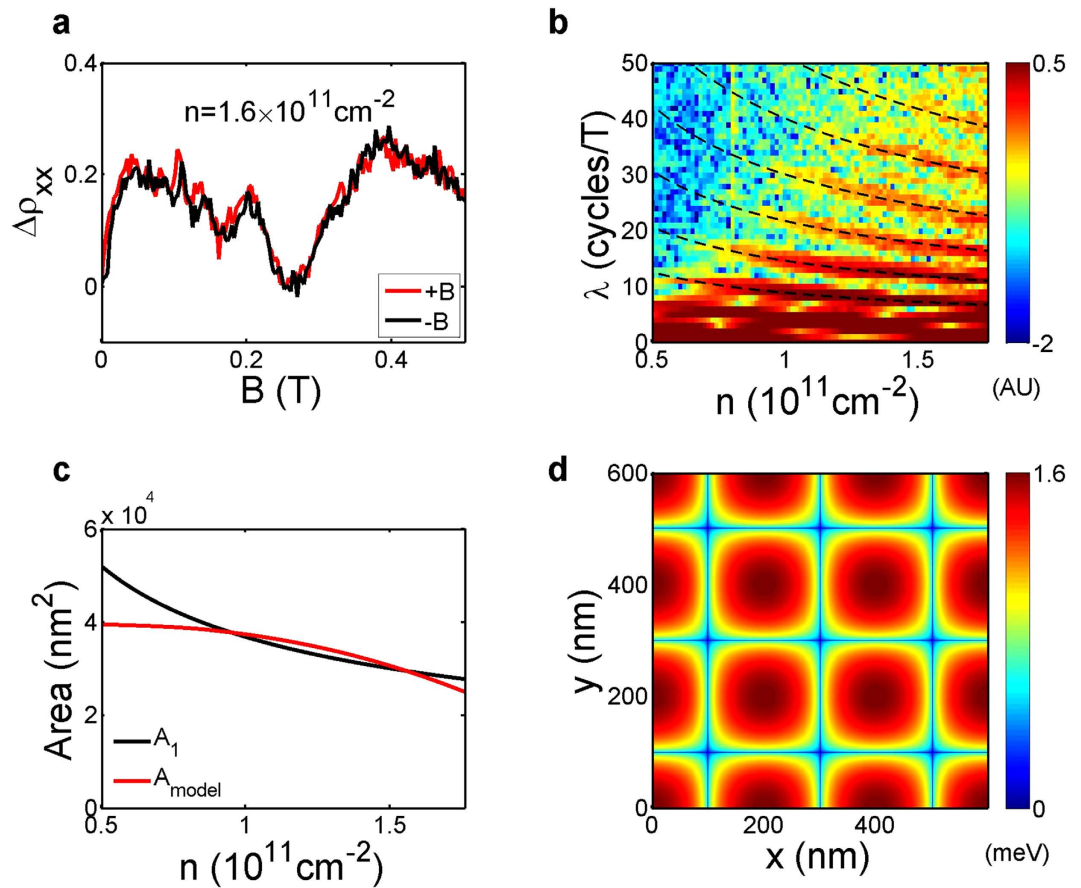 a
0.4
0.2
0
0
0.2
0.4
n=1.6×10¹¹cm⁻²
Δρxx
+B
-B
B (T)
b
50
40
30
20
10
0
λ (cycles/T)
0.5
1
1.5
n (10¹¹cm⁻²)
0.5
-2
(AU)
c
x 10⁴
6
4
2
0
Area (nm²)
A₁
A_model
0.5
1
1.5
n (10¹¹cm⁻²)
d
600
400
200
0
y (nm)
0
200
400
x (nm)
1.6
0
(meV)